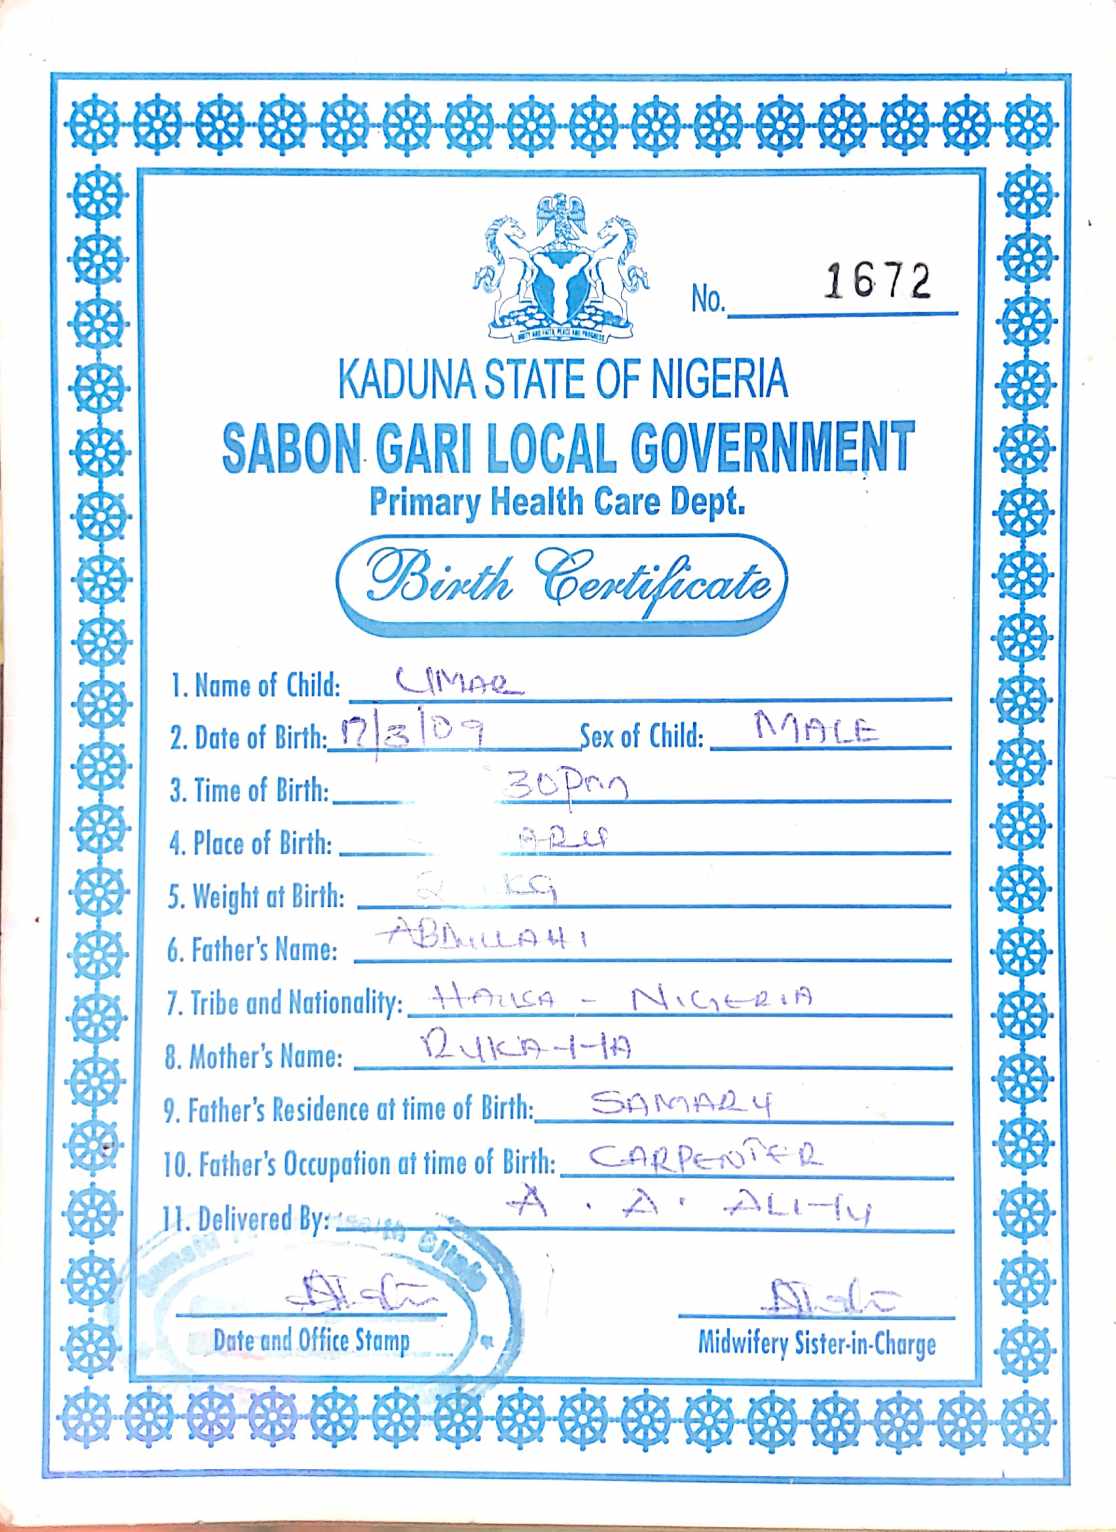 No. 1672
KADUNA STATE OF NIGERIA
SABON GARI LOCAL GOVERNMENT
Primary Health Care Dept.
Birth Certificate
1. Name of Child: UMAR
2. Date of Birth: 17/3/09 Sex of Child: MALE
3. Time of Birth: 30pm
4. Place of Birth:
5. Weight at Birth: 2 KG
6. Father's Name: ABDULLAHI
7. Tribe and Nationality: HAUSA - NIGERIA
8. Mother's Name: RUKAYYA
9. Father's Residence at time of Birth: SAMARU
10. Father's Occupation at time of Birth: CARPENTER
11. Delivered By: A. A. ALIYU
Date and Office Stamp Midwifery Sister-in-Charge